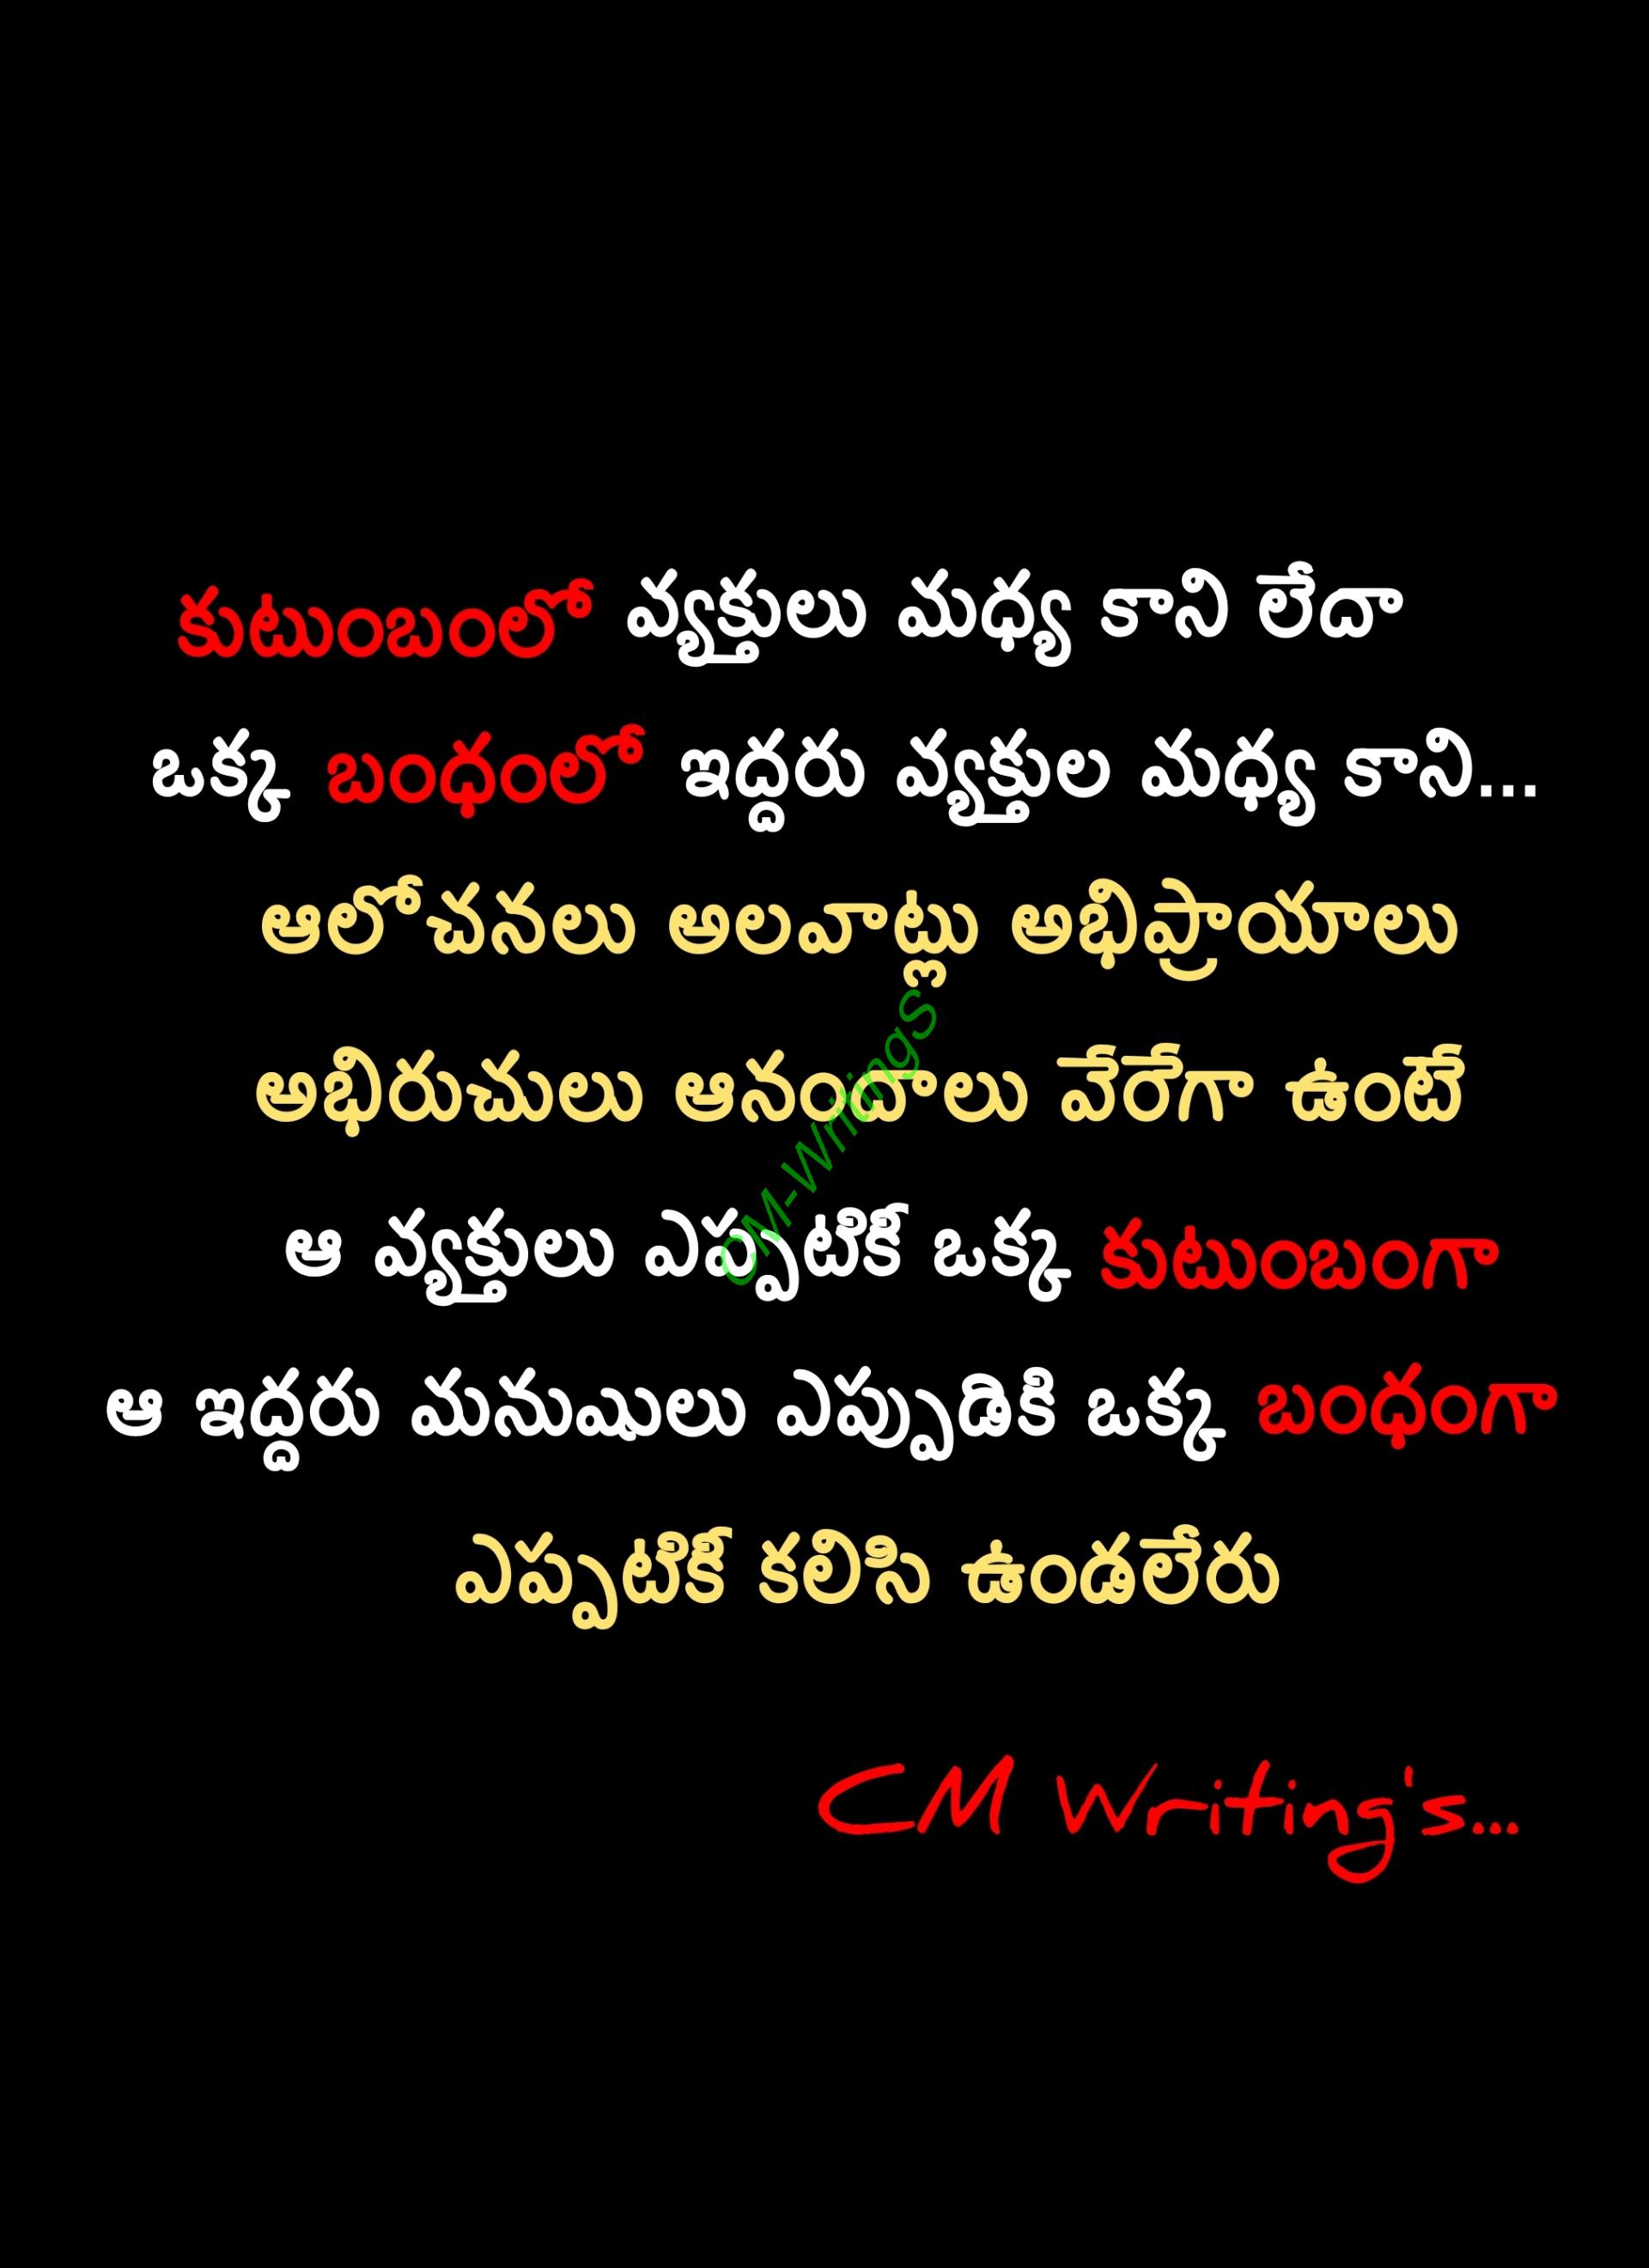 కుటుంబంలో వ్యక్తులు మధ్య కాని లేదా
ఒక్క బంధంలో ఇద్దరు వ్యక్తుల మధ్య కాని...
ఆలోచనలు అలవాట్లు అభిప్రాయాలు
అభిరుచులు ఆనందాలు వేరేగా ఉంటే
ఆ వ్యక్తులు ఎప్పటికీ ఒక్క కుటుంబంగా
ఆ ఇద్దరు మనుషులు ఎప్పుడికి ఒక్క బంధంగా
ఎప్పటికీ కలిసి ఉండలేరు
CM-Writings
CM Writing's...